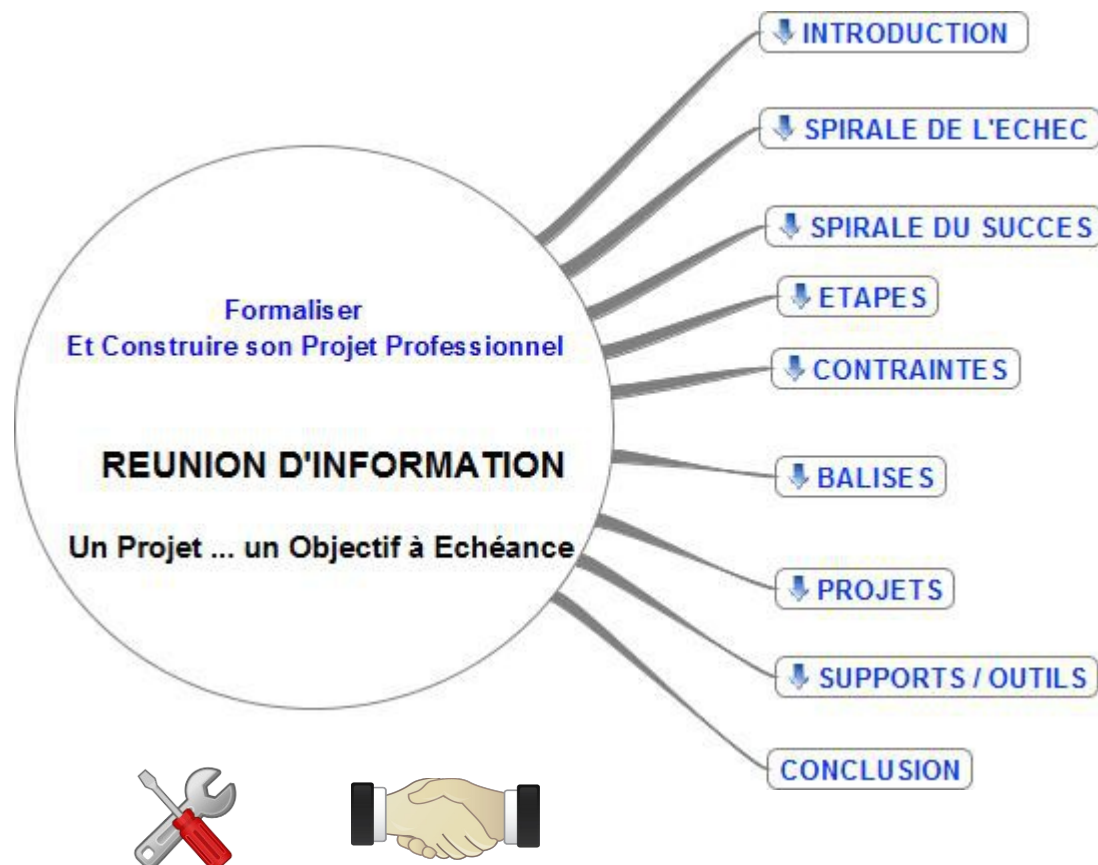 Formaliser
Et Construire son Projet Professionnel
REUNION D'INFORMATION
Un Projet ... un Objectif à Echéance
INTRODUCTION
SPIRALE DE L'ECHEC
SPIRALE DU SUCCES
ETAPES
CONTRAINTES
BALISES
PROJETS
SUPPORTS / OUTILS
CONCLUSION